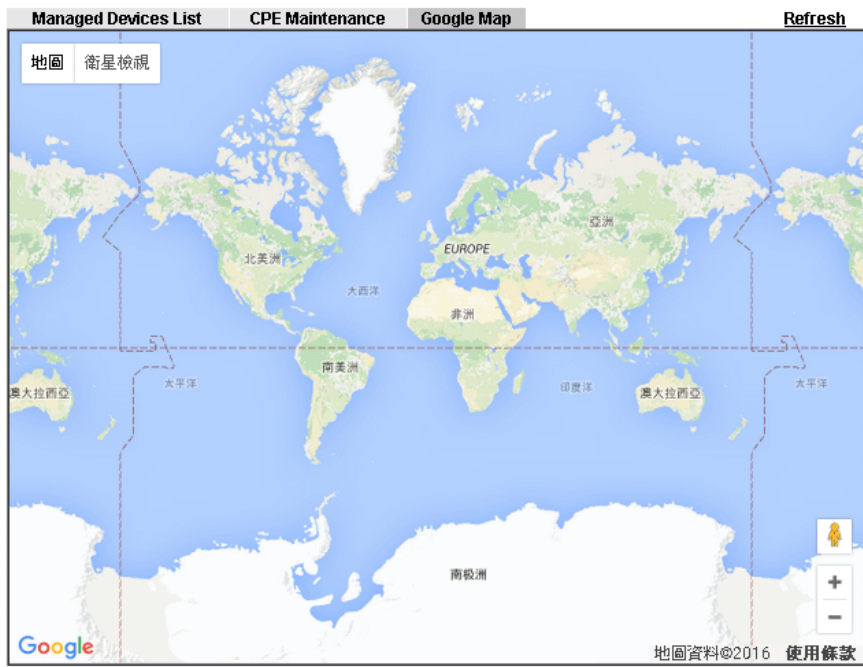 Managed Devices List CPE Maintenance Google Map Refresh
地圖 衛星檢視
亞洲
北美洲
EUROPE
大西洋
非洲
南美洲
太平洋
印度洋
太平洋
澳大拉西亞
澳大拉西亞
南极洲
Google
地圖資料©2016 使用條款